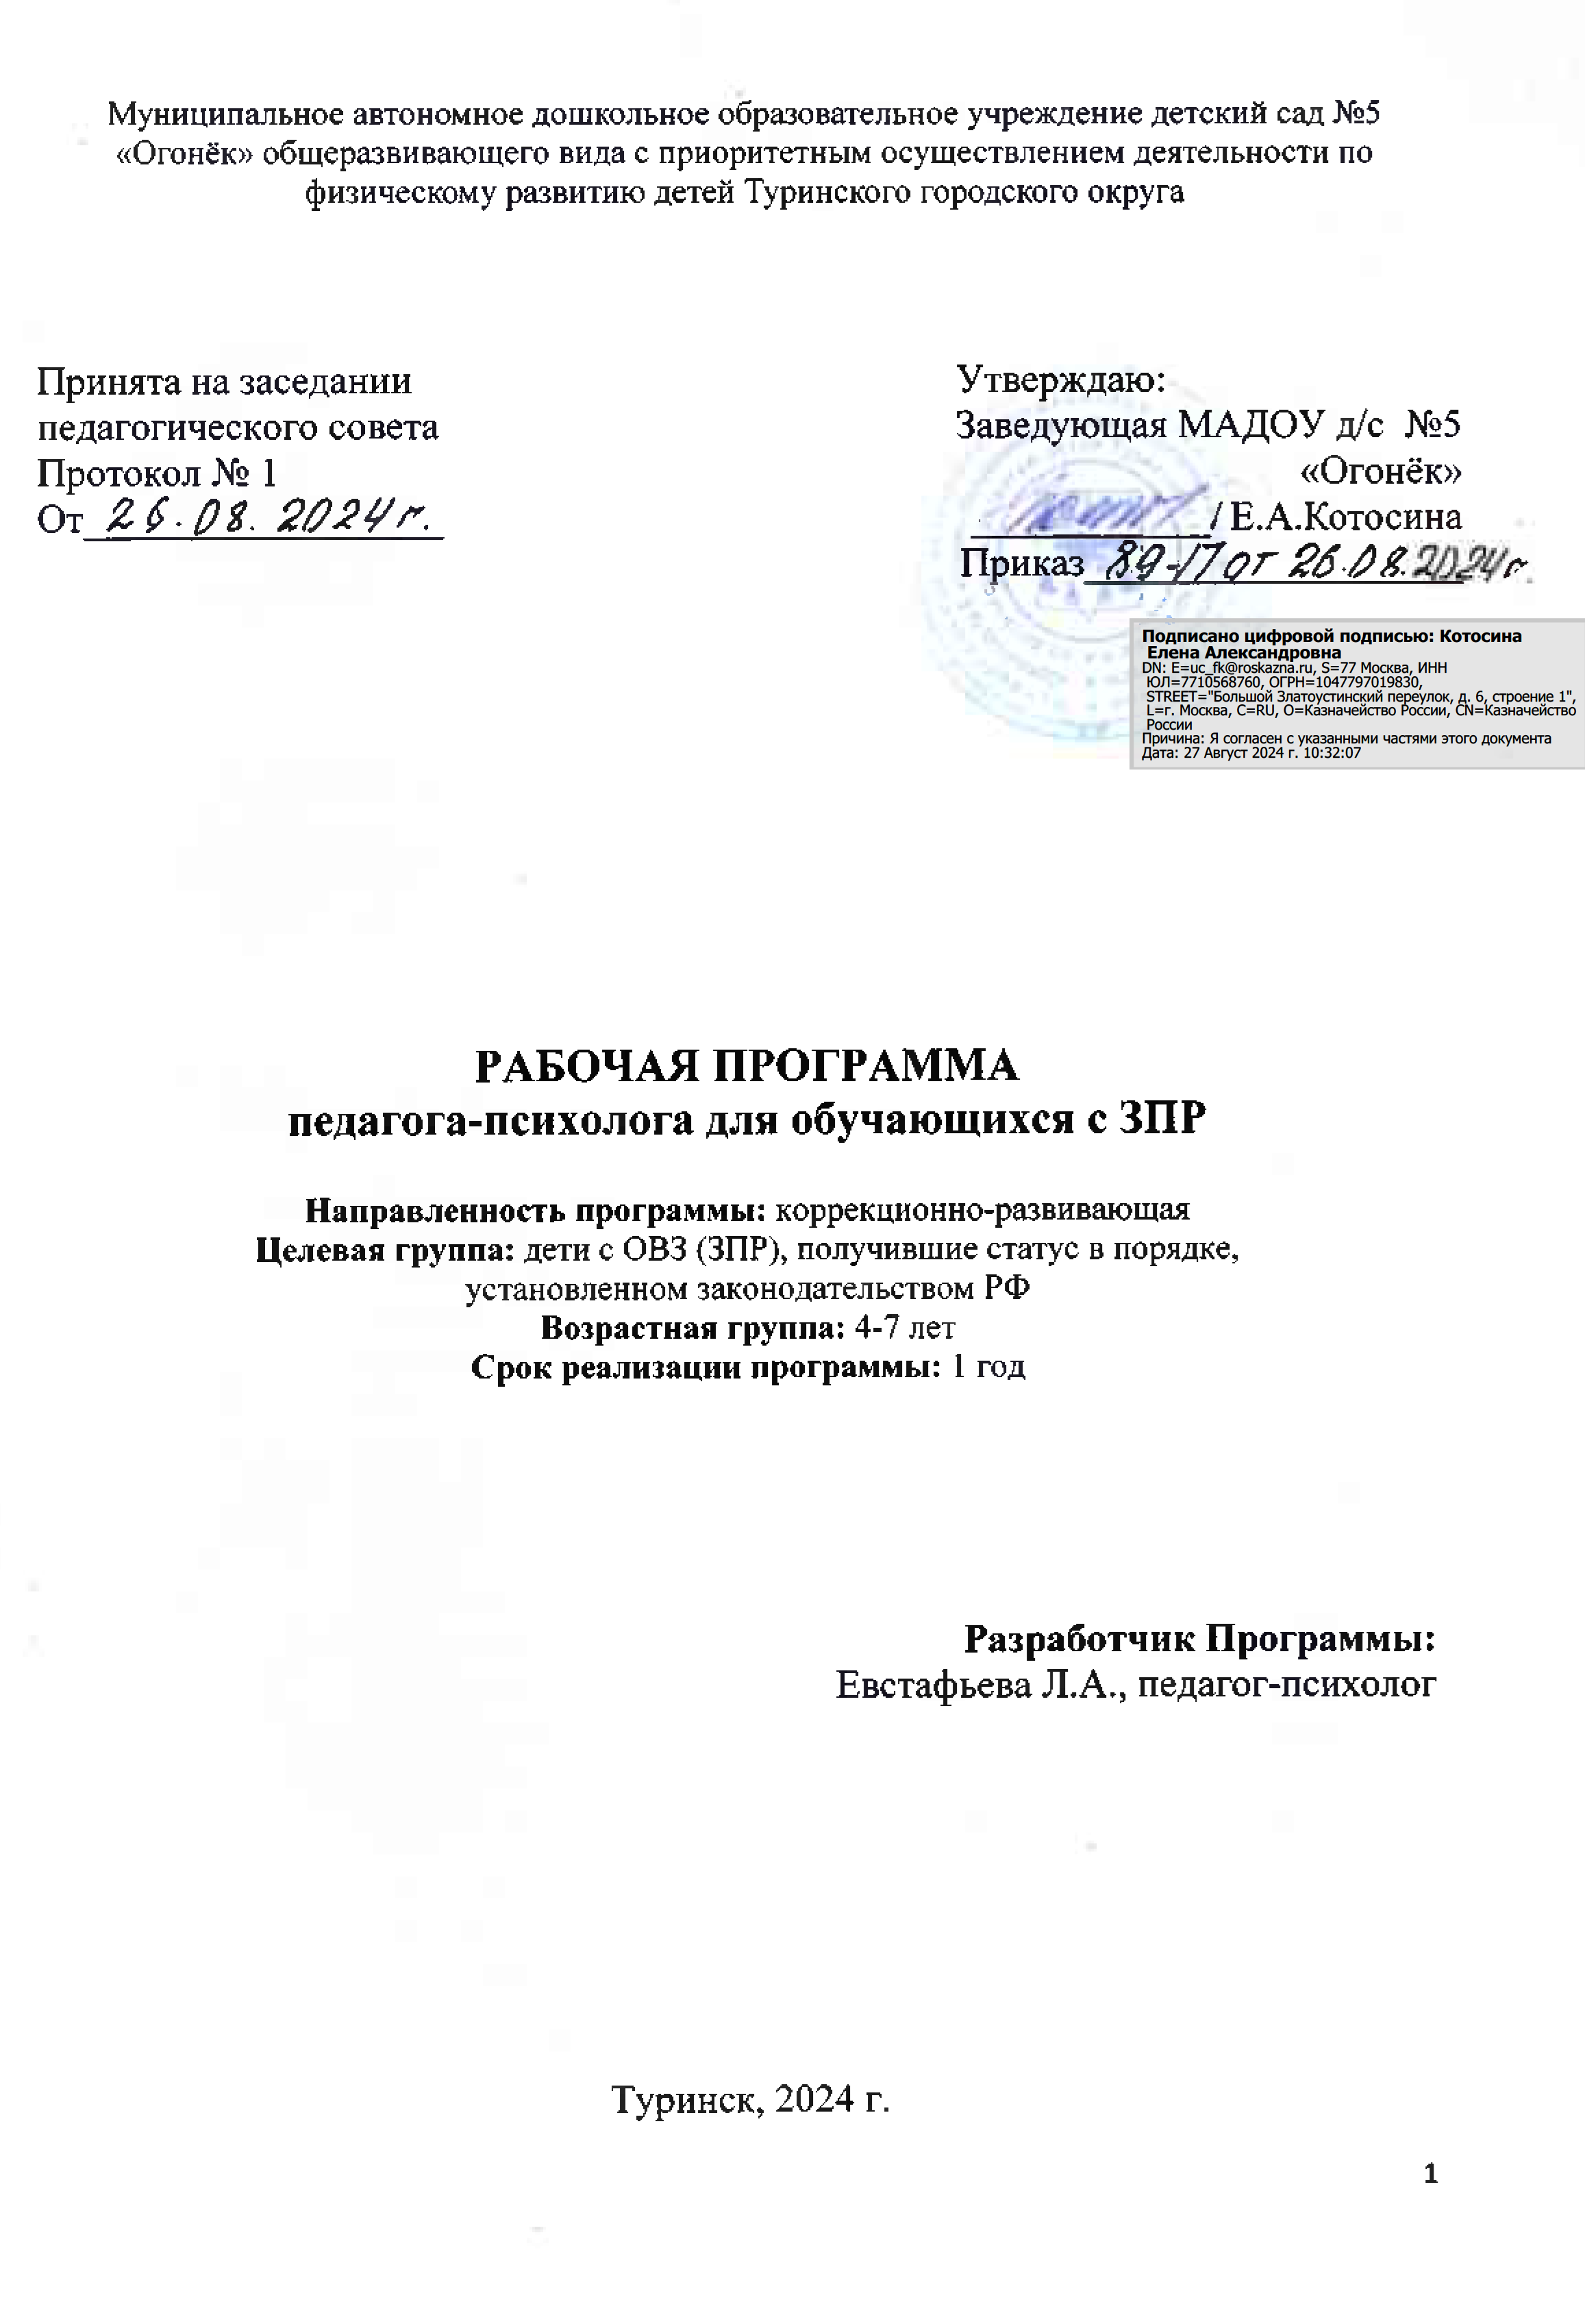 Муниципальное автономное дошкольное образовательное учреждение детский сад №5
«Огонёк» общеразвивающего вида с приоритетным осуществлением деятельности по
физическому развитию детей Туринского городского округа
Принята на заседании
педагогического совета
Протокол № 1
От 26.08.2024г.
Утверждаю:
Заведующая МАДОУ д/с №5
«Огонёк»
/ Е.А.Котосина
Приказ 89-П от 26.08.2024г.
Подписано цифровой подписью: Котосина
Елена Александровна
DN: E=uc_fk@roskazna.ru, S=77 Москва, ИНН
ЮЛ=7710568760, ОГРН=1047797019830,
STREET="Большой Златоустинский переулок, д. 6, строение 1",
L=г. Москва, C=RU, O=Казначейство России, CN=Казначейство
России
Причина: Я согласен с указанными частями этого документа
Дата: 27 Август 2024 г. 10:32:07
РАБОЧАЯ ПРОГРАММА
педагога-психолога для обучающихся с ЗПР
Направленность программы: коррекционно-развивающая
Целевая группа: дети с ОВЗ (ЗПР), получившие статус в порядке,
установленном законодательством РФ
Возрастная группа: 4-7 лет
Срок реализации программы: 1 год
Разработчик Программы:
Евстафьева Л.А., педагог-психолог
Туринск, 2024 г.
1